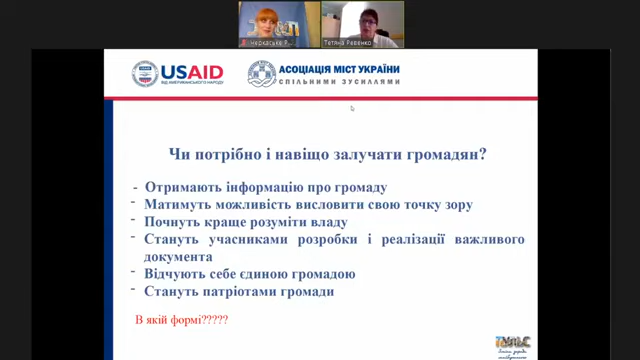 Черкаське Р...
Тетяна Ревенко
USAID
ВІД АМЕРИКАНСЬКОГО НАРОДУ
АСОЦІАЦІЯ МІСТ УКРАЇНИ
СПІЛЬНИМИ ЗУСИЛЛЯМИ
Чи потрібно і навіщо залучати громадян?
- Отримають інформацію про громаду
- Матимуть можливість висловити свою точку зору
- Почнуть краще розуміти владу
- Стануть учасниками розробки і реалізації важливого
документа
- Відчують себе єдиною громадою
- Стануть патріотами громади
В якій формі?????
ПУЛЬС